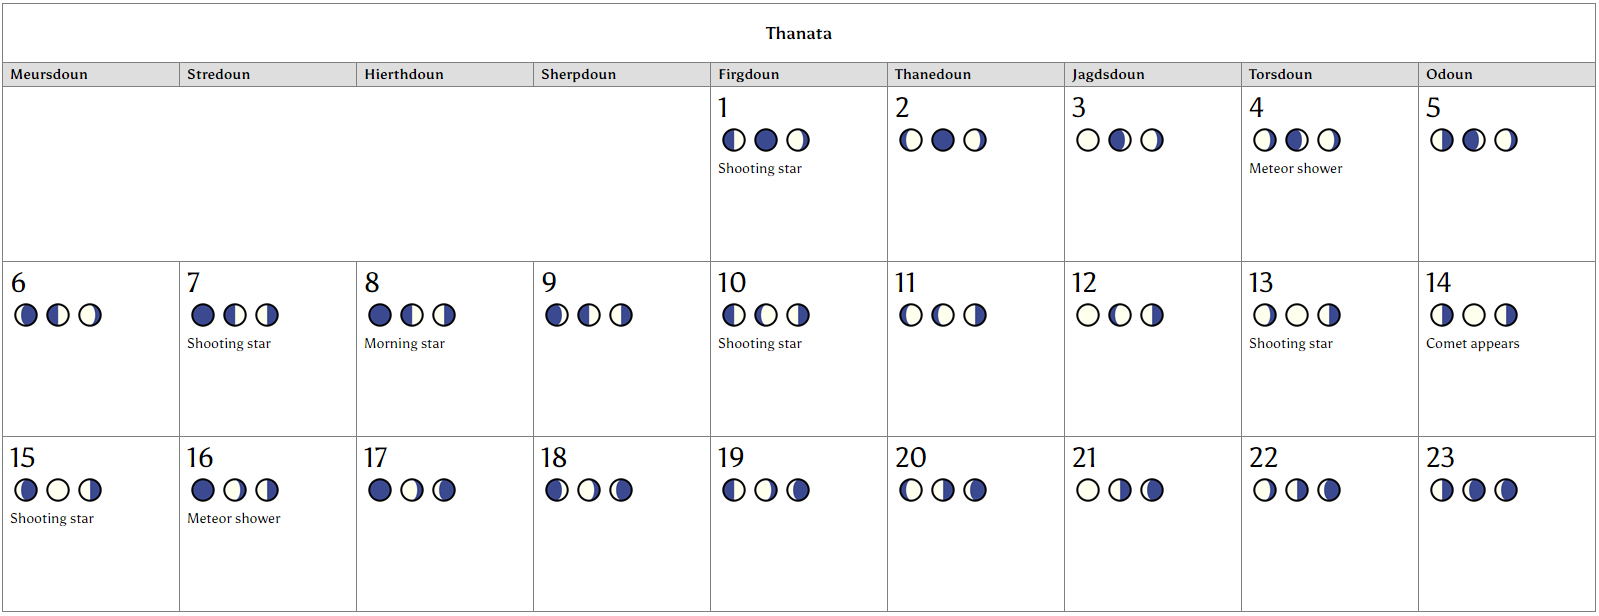 Thanata
Meursdoun Stredoun Hierthdoun Sherpdoun Firgdoun Thanedoun Jagdsdoun Torsdoun Odoun
1 2 3 4 5
Shooting star Meteor shower
6 7 8 9 10 11 12 13 14
Shooting star Morning star Shooting star Shooting star Comet appears
15 16 17 18 19 20 21 22 23
Shooting star Meteor shower